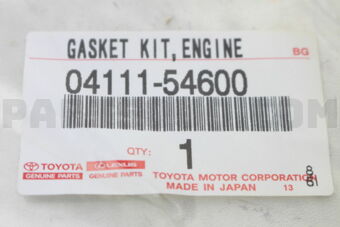 GASKET KIT, ENGINE BG
04111-54600
QTY: 1
TOYOTA LEXUS
GENUINE PARTS GENUINE PARTS
TOYOTA MOTOR CORPORATION
MADE IN JAPAN 13